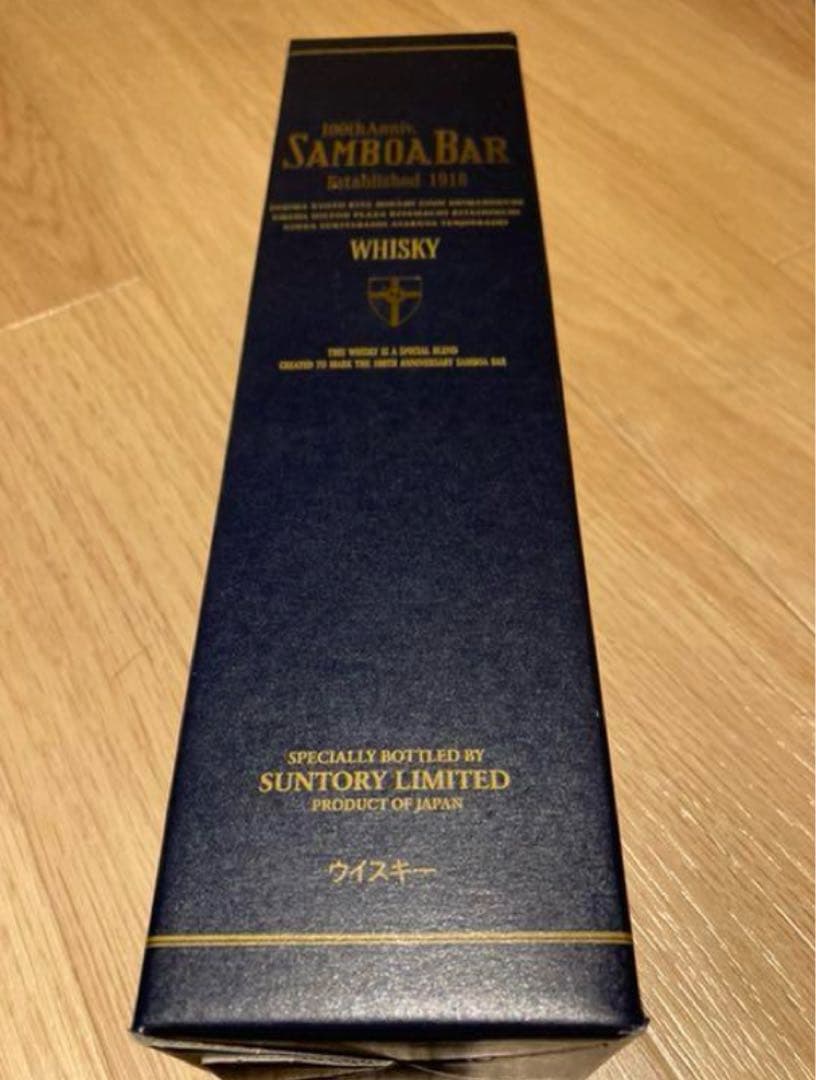 100th Anniv.
SAMBOA BAR
Established 1918
WHISKY
THIS WHISKY IS A SPECIAL BLEND
CREATED TO MARK THE 100TH ANNIVERSARY SAMBOA BAR
SPECIALLY BOTTLED BY
SUNTORY LIMITED
PRODUCT OF JAPAN
ウイスキー